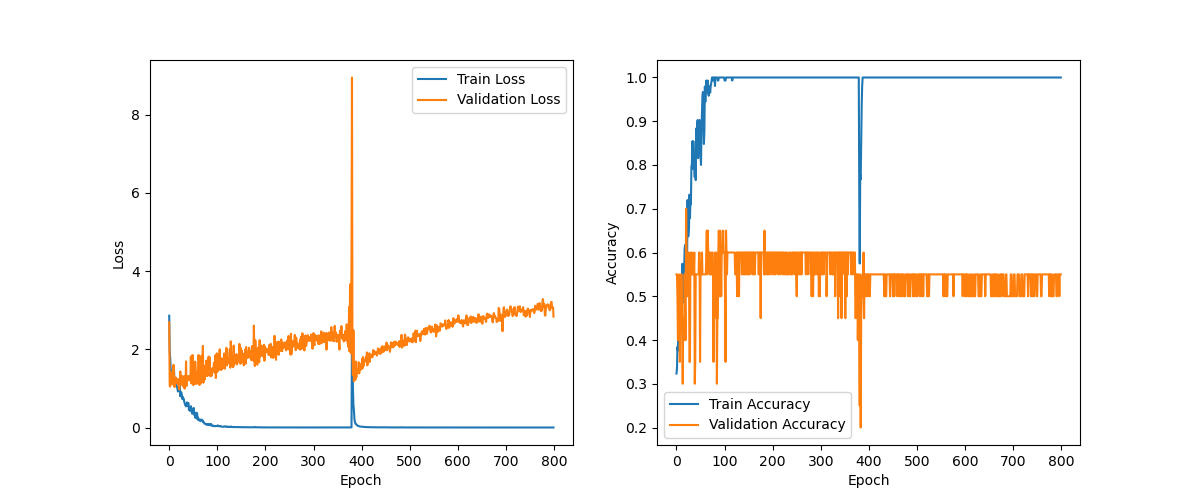 Train Loss
Validation Loss
8
6
4
2
0
Loss
0 100 200 300 400 500 600 700 800
Epoch
1.0
0.9
0.8
0.7
0.6
0.5
0.4
0.3
0.2
Accuracy
Train Accuracy
Validation Accuracy
0 100 200 300 400 500 600 700 800
Epoch